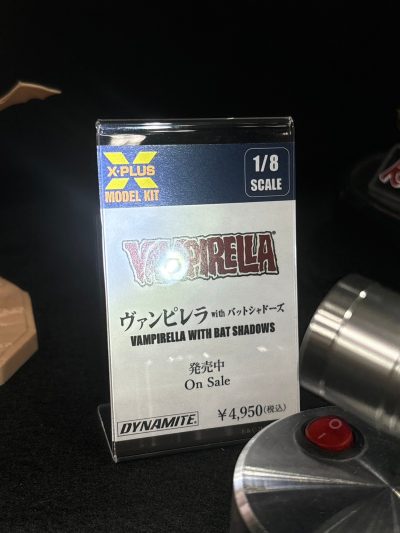 X-PLUS
MODEL KIT
1/8
SCALE
VAMPIRELLA
ヴァンピレラ with バットシャドーズ
VAMPIRELLA WITH BAT SHADOWS
発売中
On Sale
¥4,950(税込)
DYNAMITE®